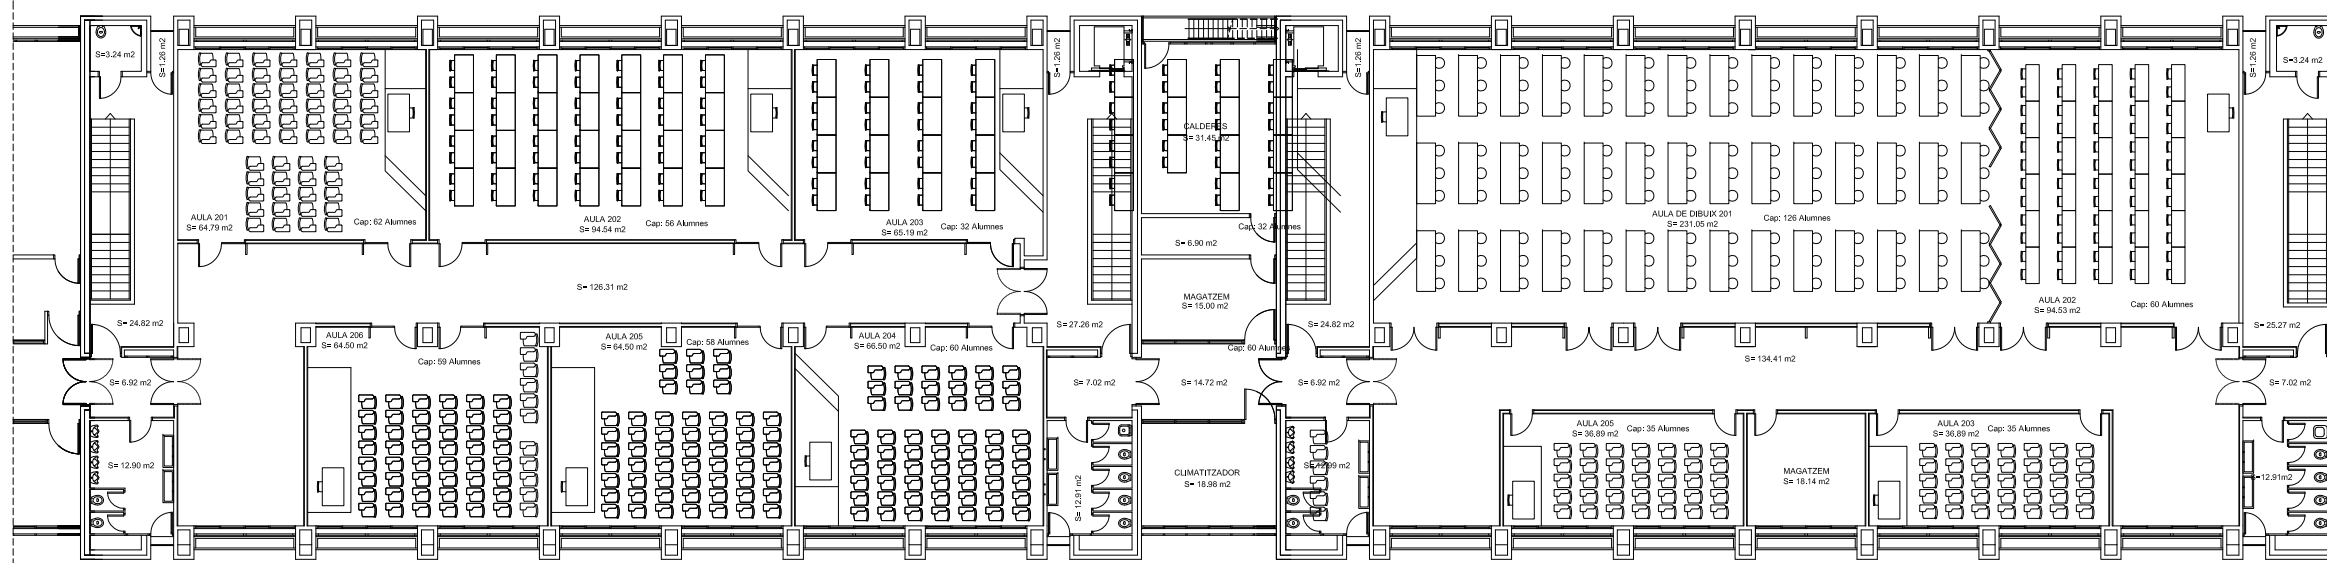 S=3.24 m2
S=1.26 m2
AULA 201
S= 64,79 m2
Cap: 62 Alumnes
AULA 202
S= 94.54 m2
Cap: 56 Alumnes
AULA 203
S= 65.19 m2
Cap: 32 Alumnes
S=1.26 m2
CALDERES
S= 31.45 m2
Cap: 32 Alumnes
S= 6.90 m2
MAGATZEM
S= 15.00 m2
S=1.26 m2
AULA DE DIBUIX 201
S= 231.05 m2
Cap: 126 Alumnes
AULA 202
S= 94.53 m2
Cap: 60 Alumnes
S=1.26 m2
S=3.24 m2
S= 126.31 m2
S= 24.82 m2
S= 27.26 m2
S= 24.82 m2
S= 25.27 m2
AULA 206
S= 64.50 m2
Cap: 59 Alumnes
AULA 205
S= 64,50 m2
Cap: 58 Alumnes
AULA 204
S= 66.50 m2
Cap: 60 Alumnes
Cap: 60 Alumnes
S= 134.41 m2
S= 6.92 m2
S= 7.02 m2
S= 14.72 m2
S= 6.92 m2
S= 7.02 m2
S= 12.90 m2
S= 12.91 m2
CLIMATITZADOR
S= 18.98 m2
AULA 205
S= 36,89 m2
Cap: 35 Alumnes
MAGATZEM
S= 18.14 m2
AULA 203
S= 36,89 m2
Cap: 35 Alumnes
S=12.91m2